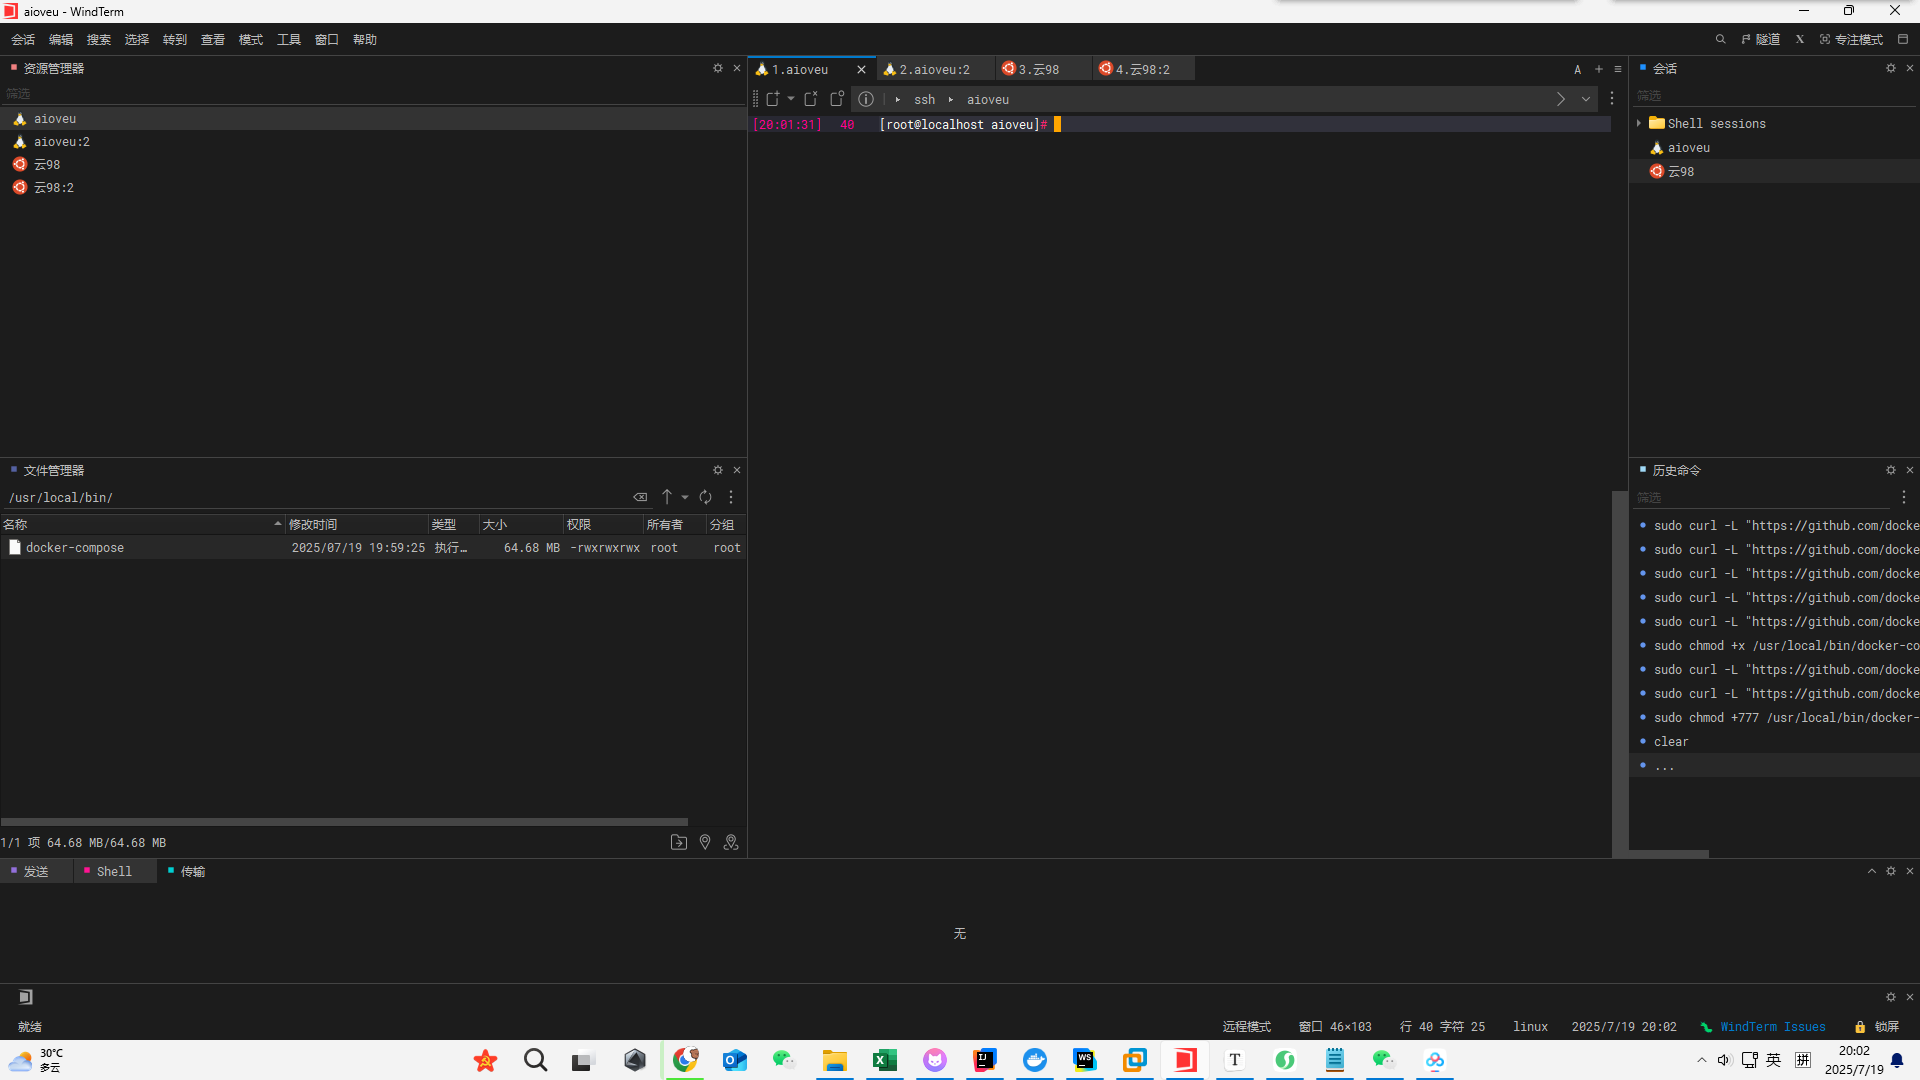 aioveu - WindTerm
会话 编辑 搜索 选择 转到 查看 模式 工具 窗口 帮助
隧道 X 专注模式
资源管理器
筛选
aioveu
aioveu:2
云98
云98:2
1.aioveu 2.aioveu:2 3.云98 4.云98:2
A
ssh aioveu
[20:01:31] 40 [root@localhost aioveu]#
会话
筛选
Shell sessions
aioveu
云98
文件管理器
/usr/local/bin/
名称 修改时间 类型 大小 权限 所有者 分组
docker-compose 2025/07/19 19:59:25 执行… 64.68 MB -rwxrwxrwx root root
1/1 项 64.68 MB/64.68 MB
历史命令
筛选
sudo curl -L "https://github.com/docke
sudo curl -L "https://github.com/docke
sudo curl -L "https://github.com/docke
sudo curl -L "https://github.com/docke
sudo curl -L "https://github.com/docke
sudo chmod +x /usr/local/bin/docker-co
sudo curl -L "https://github.com/docke
sudo curl -L "https://github.com/docke
sudo chmod +777 /usr/local/bin/docker-
clear
...
发送 Shell 传输
无
就绪
远程模式 窗口 46×103 行 40 字符 25 linux 2025/7/19 20:02 WindTerm Issues 锁屏
30℃
多云
英 拼
20:02
2025/7/19